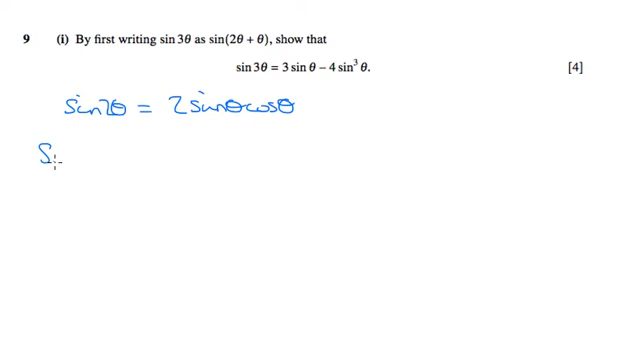 9 (i) By first writing sin 3θ as sin(2θ + θ), show that
sin 3θ = 3 sin θ − 4 sin³ θ. [4]
sin2θ = 2sinθcosθ
S